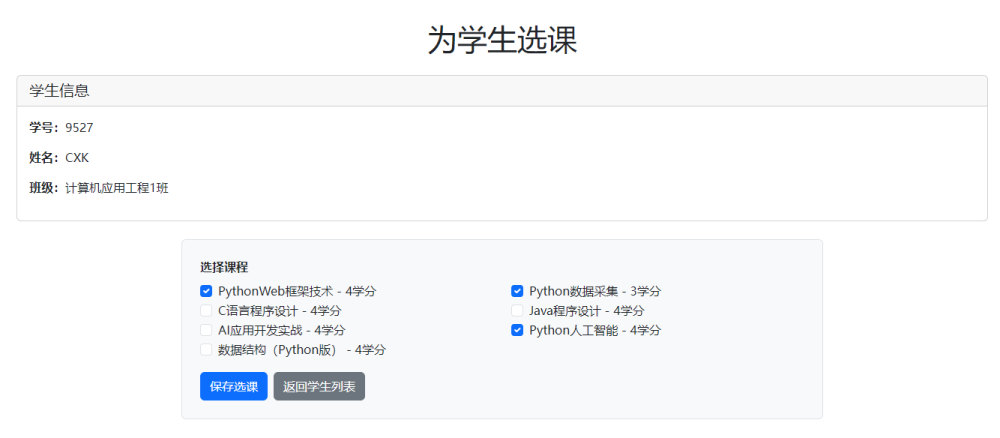 为学生选课
学生信息
学号：9527
姓名：CXK
班级：计算机应用工程1班
选择课程
PythonWeb框架技术 - 4学分
Python数据采集 - 3学分
C语言程序设计 - 4学分
Java程序设计 - 4学分
AI应用开发实战 - 4学分
Python人工智能 - 4学分
数据结构（Python版） - 4学分
保存选课 返回学生列表